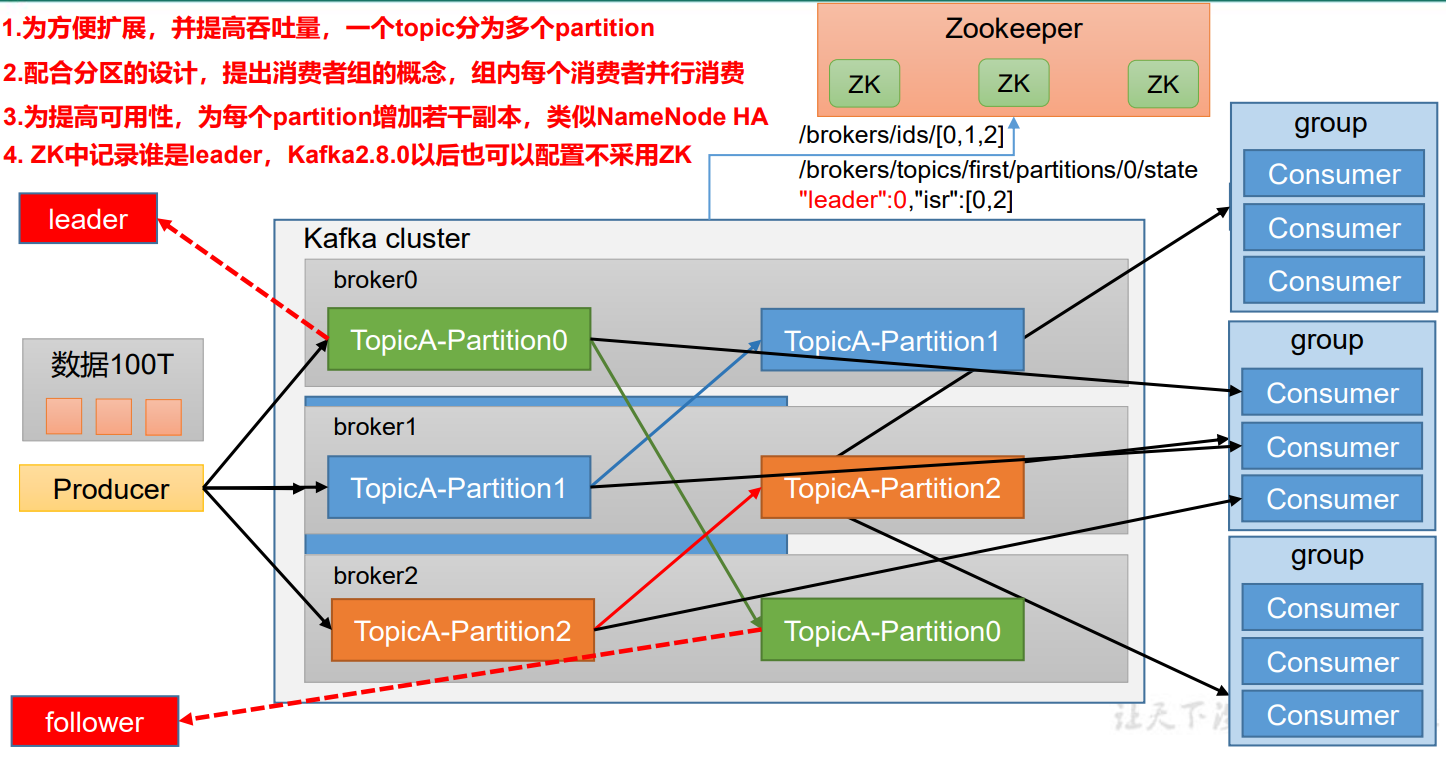 1.为方便扩展，并提高吞吐量，一个topic分为多个partition
2.配合分区的设计，提出消费者组的概念，组内每个消费者并行消费
3.为提高可用性，为每个partition增加若干副本，类似NameNode HA
4. ZK中记录谁是leader，Kafka2.8.0以后也可以配置不采用ZK
Zookeeper
ZK
ZK
ZK
/brokers/ids/[0,1,2]
/brokers/topics/first/partitions/0/state
"leader":0,"isr":[0,2]
leader
数据100T
Producer
follower
Kafka cluster
broker0
TopicA-Partition0
TopicA-Partition1
broker1
TopicA-Partition1
TopicA-Partition2
broker2
TopicA-Partition2
TopicA-Partition0
group
Consumer
Consumer
Consumer
group
Consumer
Consumer
Consumer
group
Consumer
Consumer
Consumer
让天下